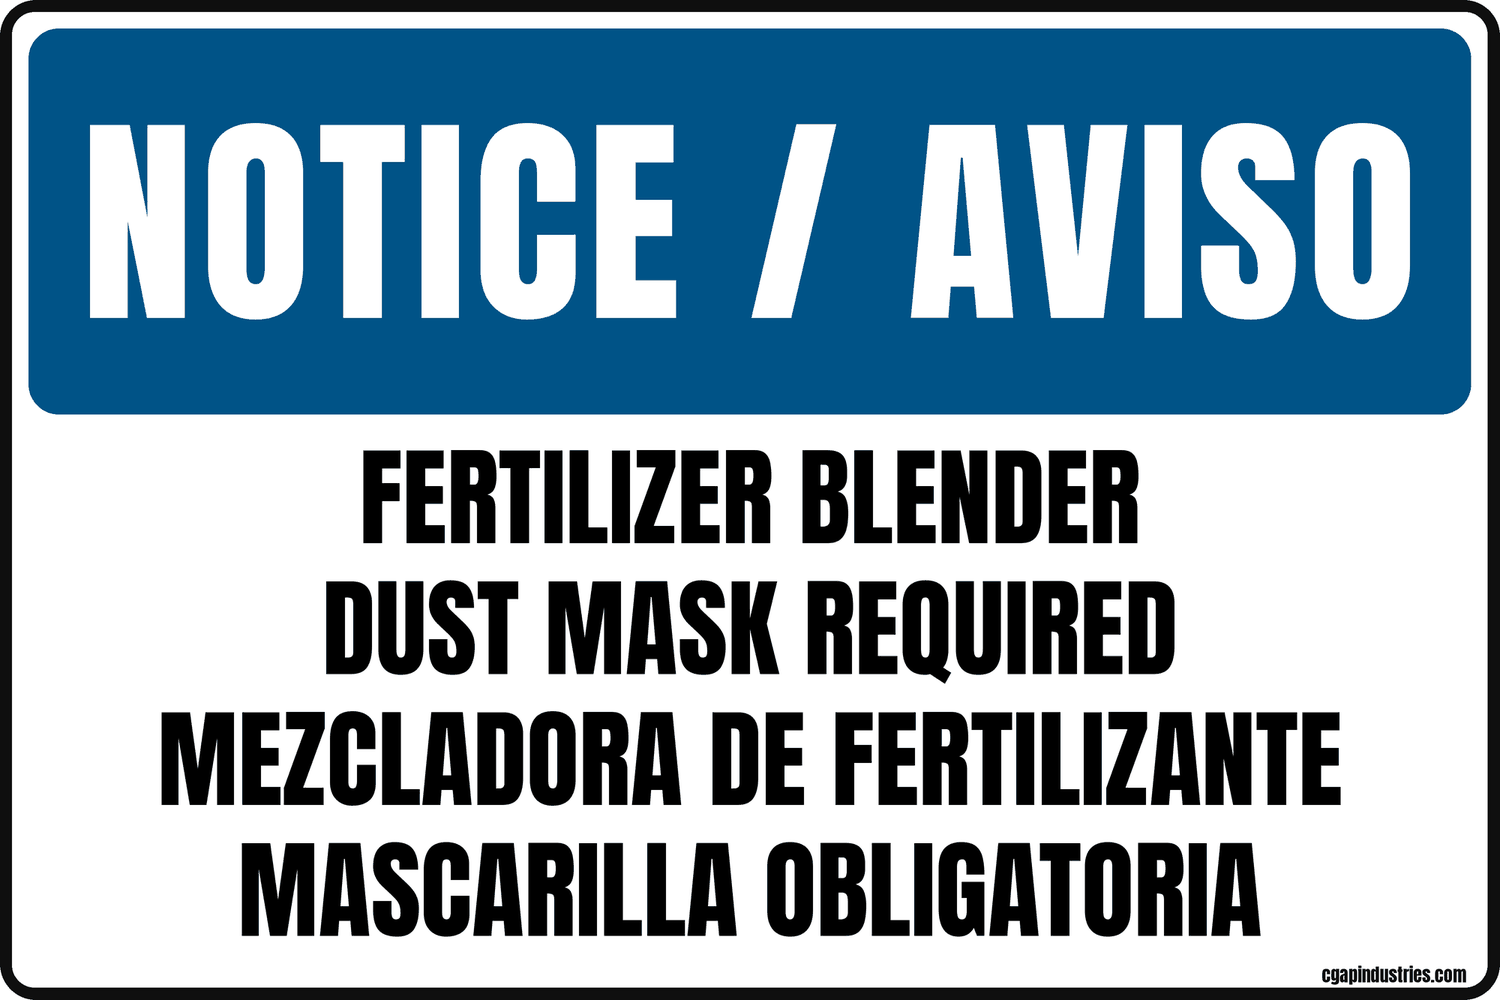 NOTICE / AVISO
FERTILIZER BLENDER
DUST MASK REQUIRED
MEZCLADORA DE FERTILIZANTE
MASCARILLA OBLIGATORIA
cgapindustries.com